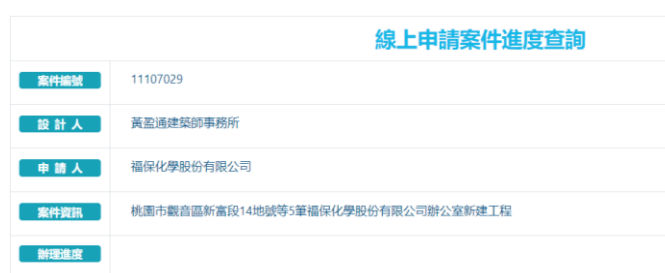 線上申請案件進度查詢
案件編號 11107029
設計人 黃盈通建築師事務所
申請人 福保化學股份有限公司
案件資訊 桃園市觀音區新富段14地號等5筆福保化學股份有限公司辦公室新建工程
辦理進度